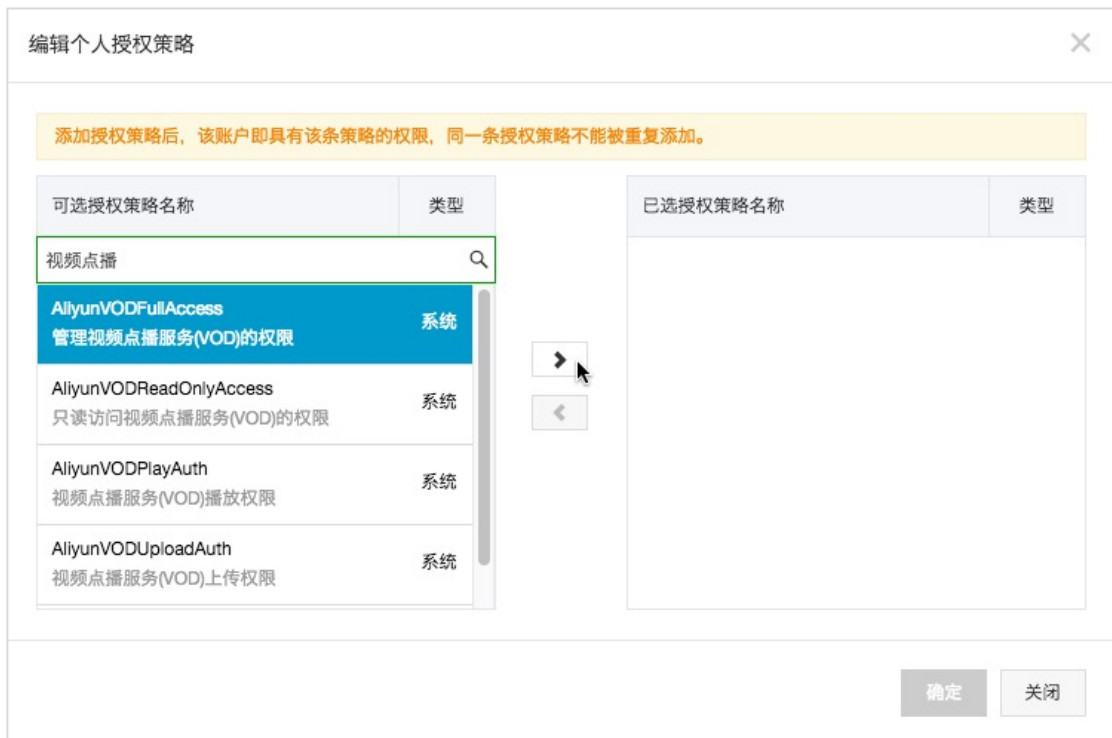 编辑个人授权策略
添加授权策略后，该账户即具有该条策略的权限，同一条授权策略不能被重复添加。
可选授权策略名称 类型
视频点播
AliyunVODFullAccess
管理视频点播服务(VOD)的权限
系统
AliyunVODReadOnlyAccess
只读访问视频点播服务(VOD)的权限
系统
AliyunVODPlayAuth
视频点播服务(VOD)播放权限
系统
AliyunVODUploadAuth
视频点播服务(VOD)上传权限
系统
已选授权策略名称 类型
确定 关闭